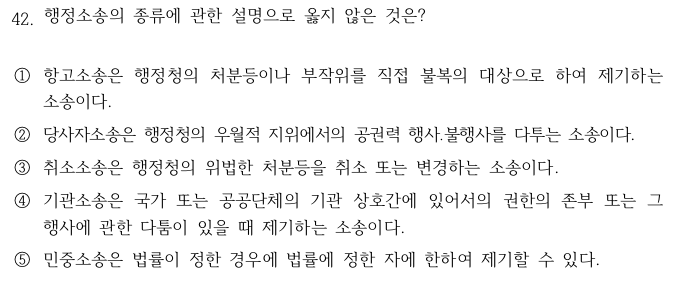 42. 행정소송의 종류에 관한 설명으로 옳지 않은 것은?
① 항고소송은 행정청의 처분등이나 부작위를 직접 불복의 대상으로 하여 제기하는
소송이다.
② 당사자소송은 행정청의 우월적 지위에서의 공권력 행사.불행사를 다투는 소송이다.
③ 취소소송은 행정청의 위법한 처분등을 취소 또는 변경하는 소송이다.
④ 기관소송은 국가 또는 공공단체의 기관 상호간에 있어서의 권한의 존부 또는 그
행사에 관한 다툼이 있을 때 제기하는 소송이다.
⑤ 민중소송은 법률이 정한 경우에 법률에 정한 자에 한하여 제기할 수 있다.